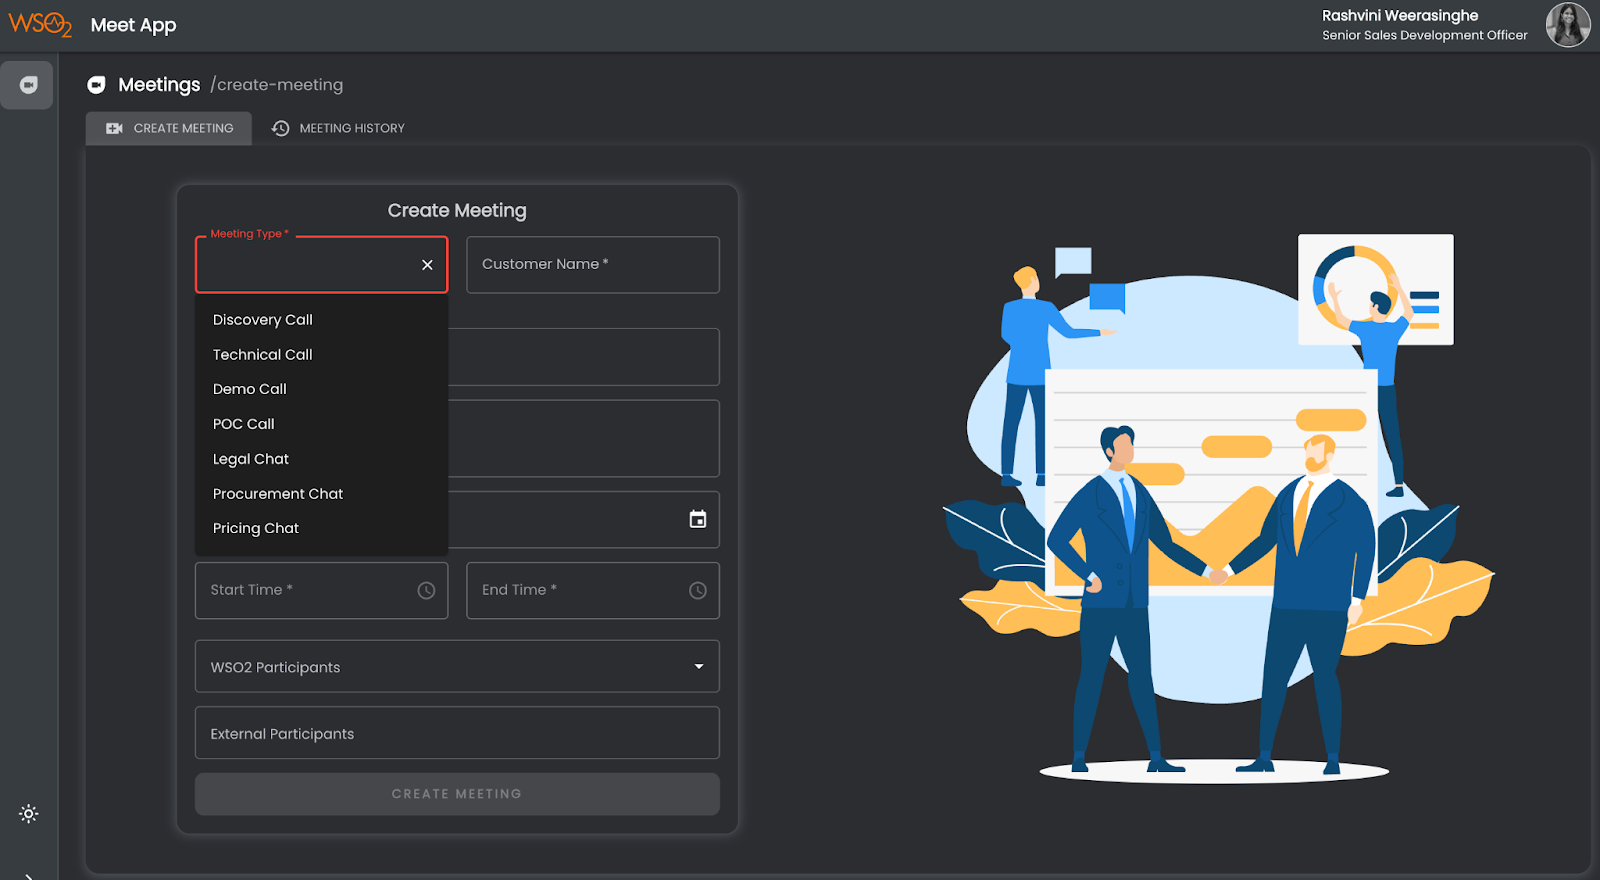 WSO2 Meet App
Rashvini Weerasinghe
Senior Sales Development Officer
Meetings /create-meeting
CREATE MEETING
MEETING HISTORY
Create Meeting
Meeting Type *
Customer Name *
Discovery Call
Technical Call
Demo Call
POC Call
Legal Chat
Procurement Chat
Pricing Chat
Start Time *
End Time *
WSO2 Participants
External Participants
CREATE MEETING